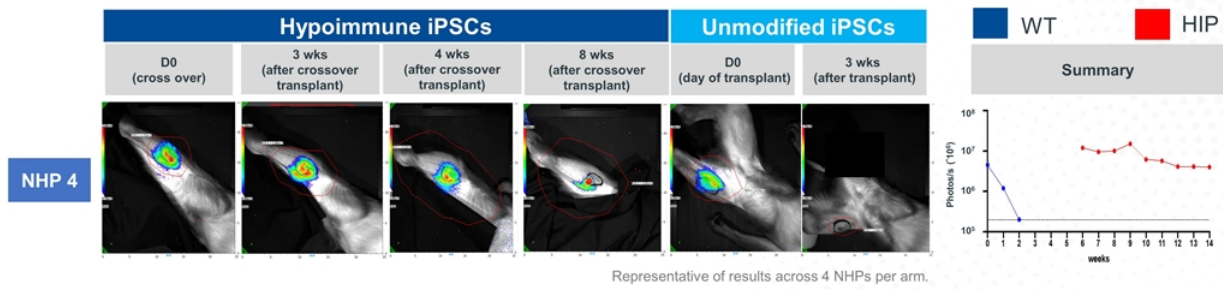 Hypoimmune iPSCs
Unmodified iPSCs
WT
HIP
D0
(cross over)
3 wks
(after crossover
transplant)
4 wks
(after crossover
transplant)
8 wks
(after crossover
transplant)
D0
(day of transplant)
3 wks
(after transplant)
Summary
NHP 4
Photos/s (*10⁶)
10⁸
10⁷
10⁶
10⁵
0 1 2 3 4 5 6 7 8 9 10 11 12 13 14
weeks
Representative of results across 4 NHPs per arm.